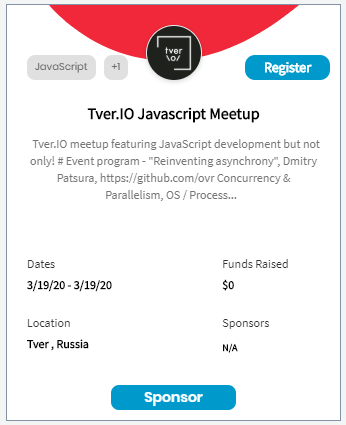 tver
\o/
JavaScript
+1
Register
Tver.IO Javascript Meetup
Tver.IO meetup featuring JavaScript development but not
only! # Event program - "Reinventing asynchrony", Dmitry
Patsura, https://github.com/ovr Concurrency &
Parallelism, OS / Process...
Dates
Funds Raised
3/19/20 - 3/19/20
$0
Location
Sponsors
Tver , Russia
N/A
Sponsor